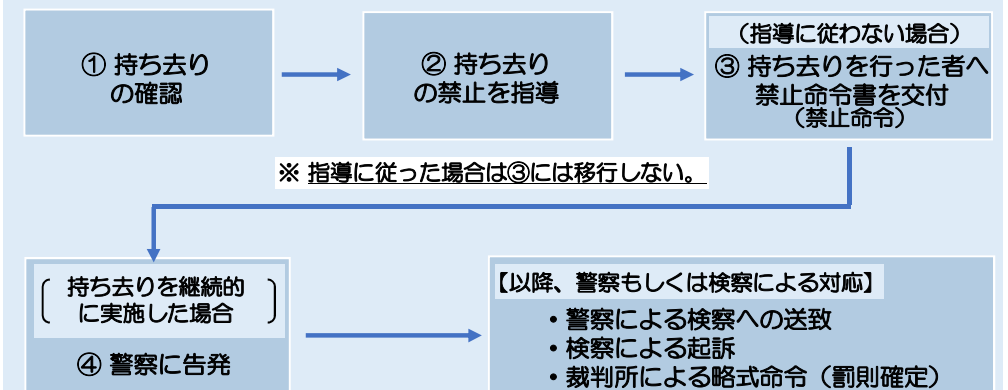 ① 持ち去り
の確認
② 持ち去り
の禁止を指導
（指導に従わない場合）
③ 持ち去りを行った者へ
禁止命令書を交付
（禁止命令）
※ 指導に従った場合は③には移行しない。
持ち去りを継続的
に実施した場合
④ 警察に告発
【以降、警察もしくは検察による対応】
・警察による検察への送致
・検察による起訴
・裁判所による略式命令（罰則確定）